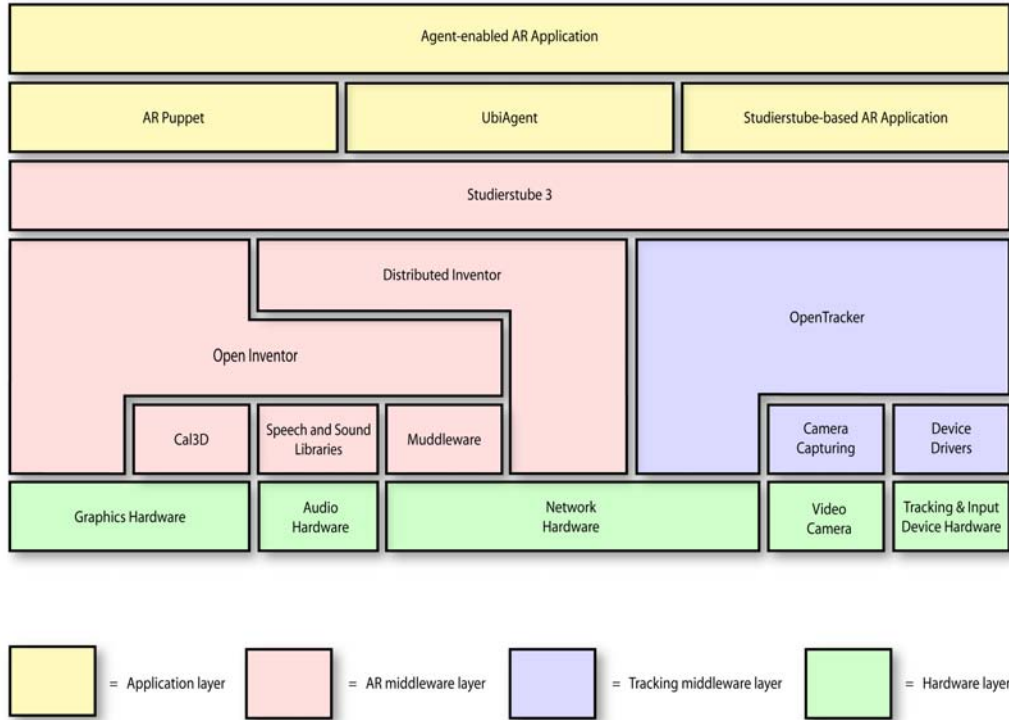 Agent-enabled AR Application
AR Puppet
UbiAgent
Studierstube-based AR Application
Studierstube 3
Distributed Inventor
OpenTracker
Open Inventor
Cal3D
Speech and Sound
Libraries
Muddleware
Camera
Capturing
Device
Drivers
Graphics Hardware
Audio
Hardware
Network
Hardware
Video
Camera
Tracking & Input
Device Hardware
= Application layer
= AR middleware layer
= Tracking middleware layer
= Hardware layer